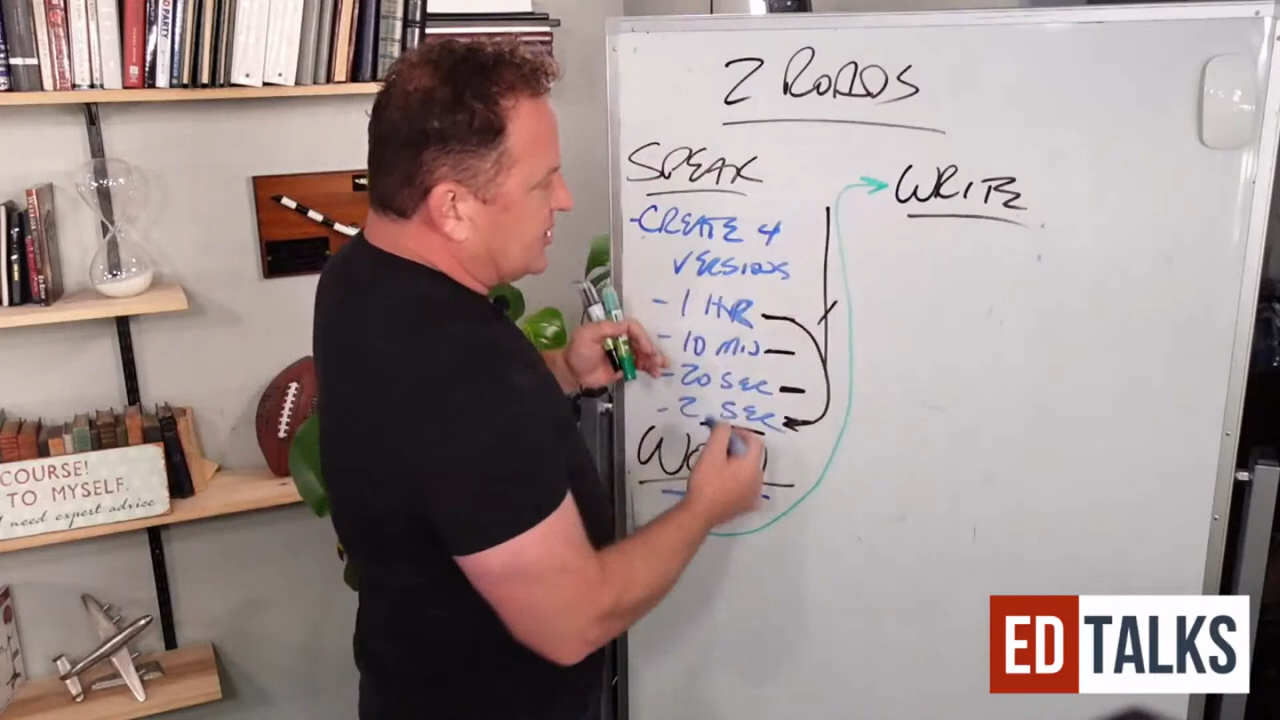 2 ROADS
SPEAK
WRITE
- CREATE 4
VERSIONS
- 1 HR
- 10 MIN
- 20 SEC
- 2 SEC
COURSE!
TO MYSELF.
need expert advice
ED TALKS